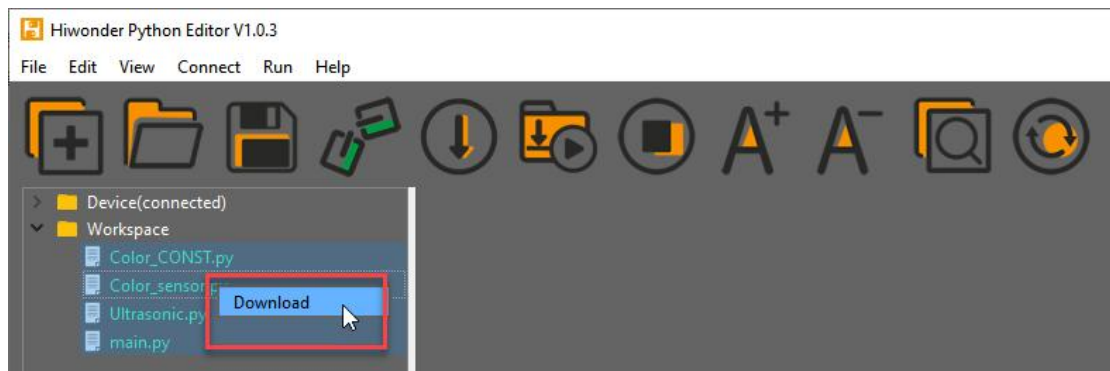 Hiwonder Python Editor V1.0.3
File Edit View Connect Run Help
A+ A-
Device(connected)
Workspace
Color_CONST.py
Color_sensor.py
Download
Ultrasonic.py
main.py